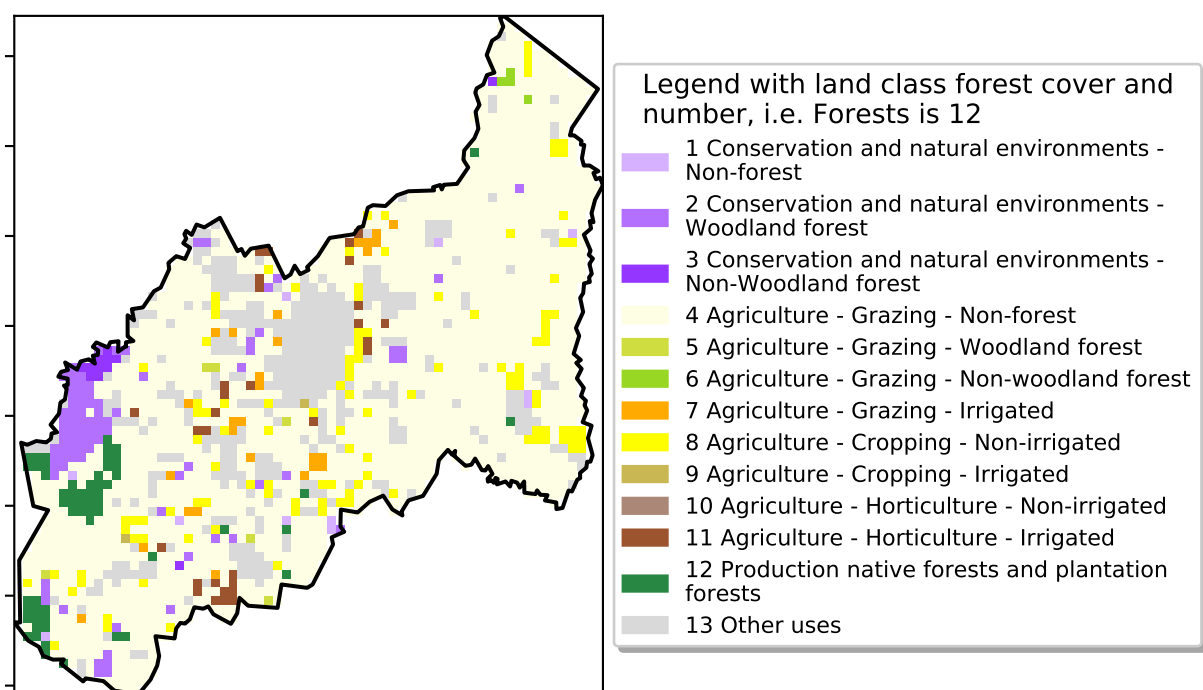 Legend with land class forest cover and
number, i.e. Forests is 12
1 Conservation and natural environments -
Non-forest
2 Conservation and natural environments -
Woodland forest
3 Conservation and natural environments -
Non-Woodland forest
4 Agriculture - Grazing - Non-forest
5 Agriculture - Grazing - Woodland forest
6 Agriculture - Grazing - Non-woodland forest
7 Agriculture - Grazing - Irrigated
8 Agriculture - Cropping - Non-irrigated
9 Agriculture - Cropping - Irrigated
10 Agriculture - Horticulture - Non-irrigated
11 Agriculture - Horticulture - Irrigated
12 Production native forests and plantation
forests
13 Other uses